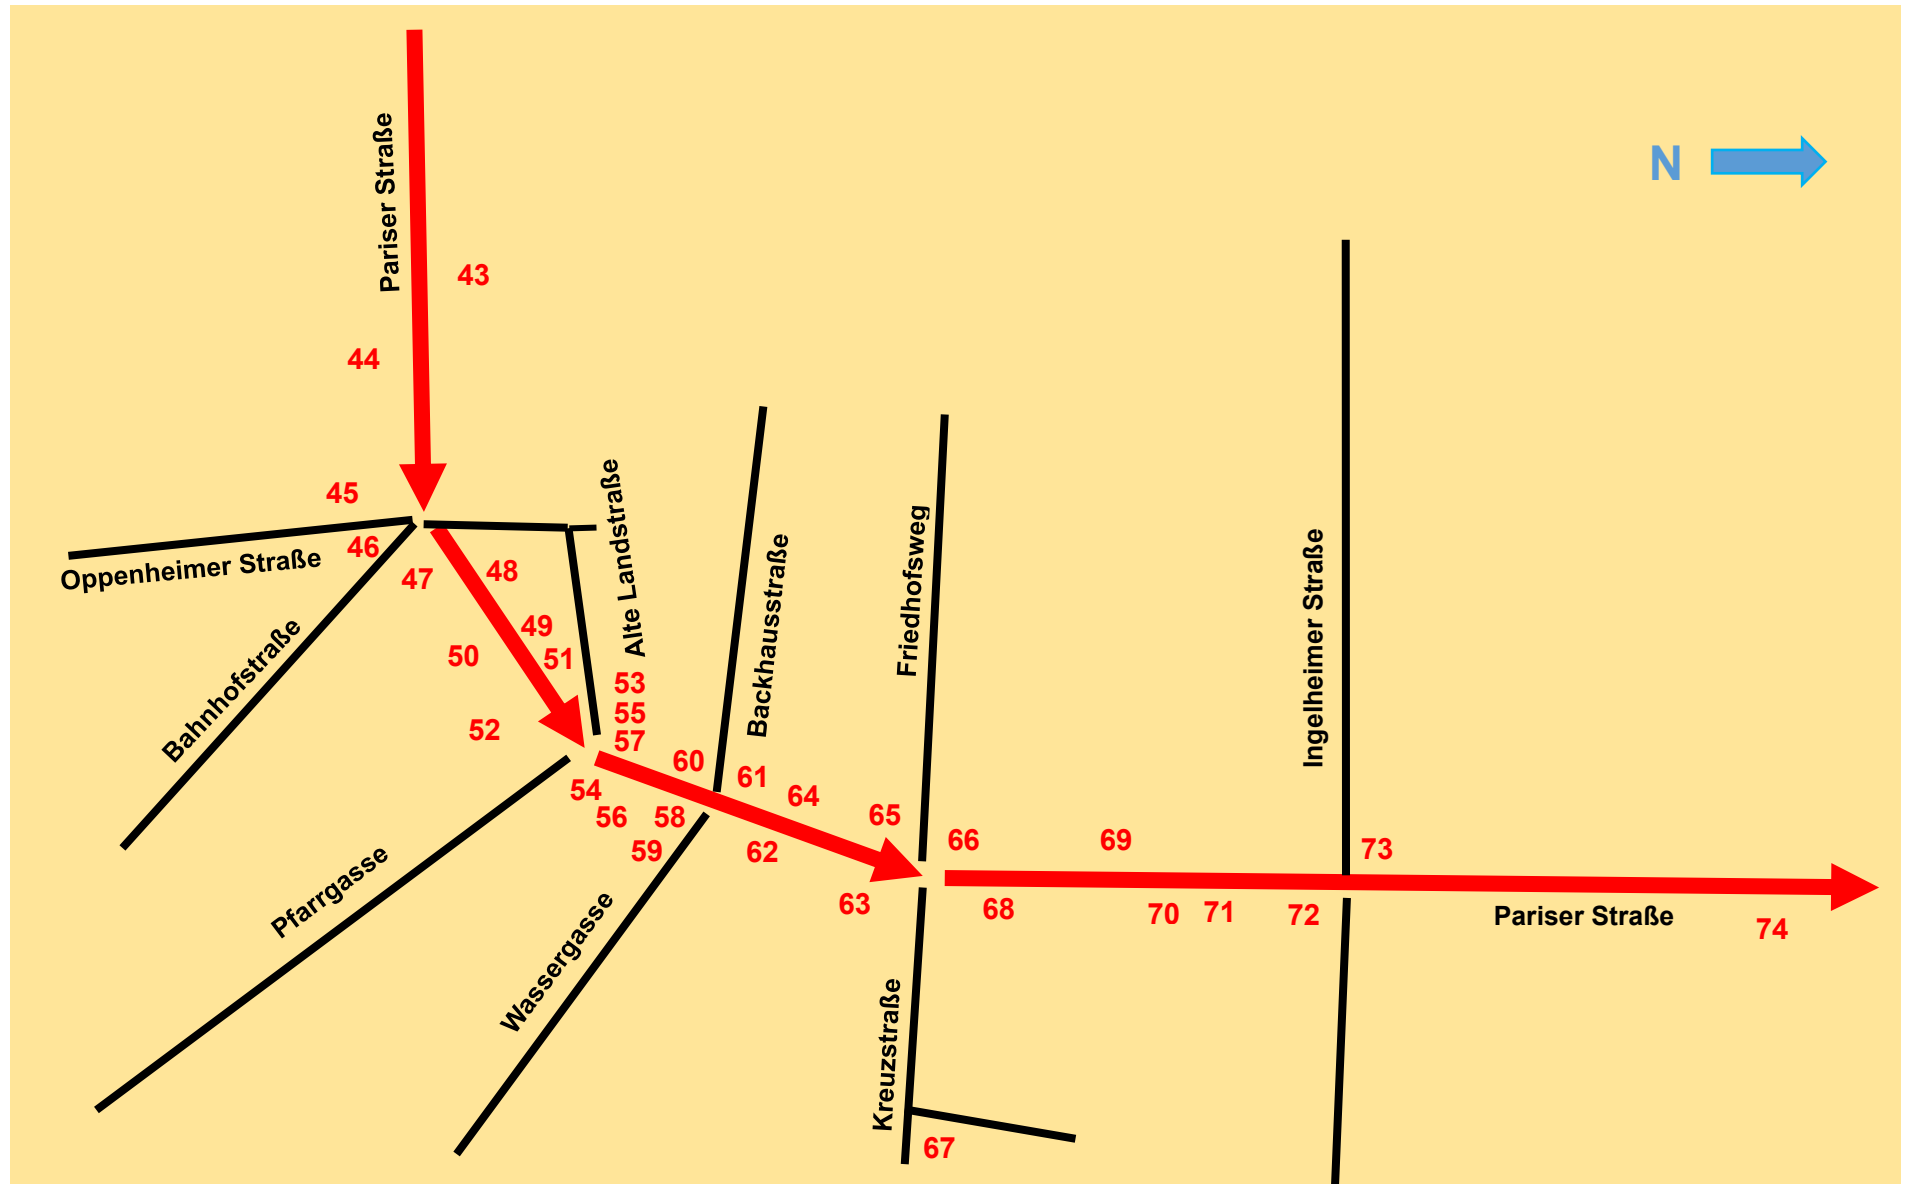 Pariser Straße
N
43
44
45
46
Oppenheimer Straße
47
48
Alte Landstraße
49
50
51
Bahnhofstraße
52
53
55
57
Backhausstraße
Friedhofsweg
Ingelheimer Straße
54
56
58
59
60
61
62
64
65
63
66
69
73
68
70
71
72
Pariser Straße
74
Pfarrgasse
Wassergasse
Kreuzstraße
67